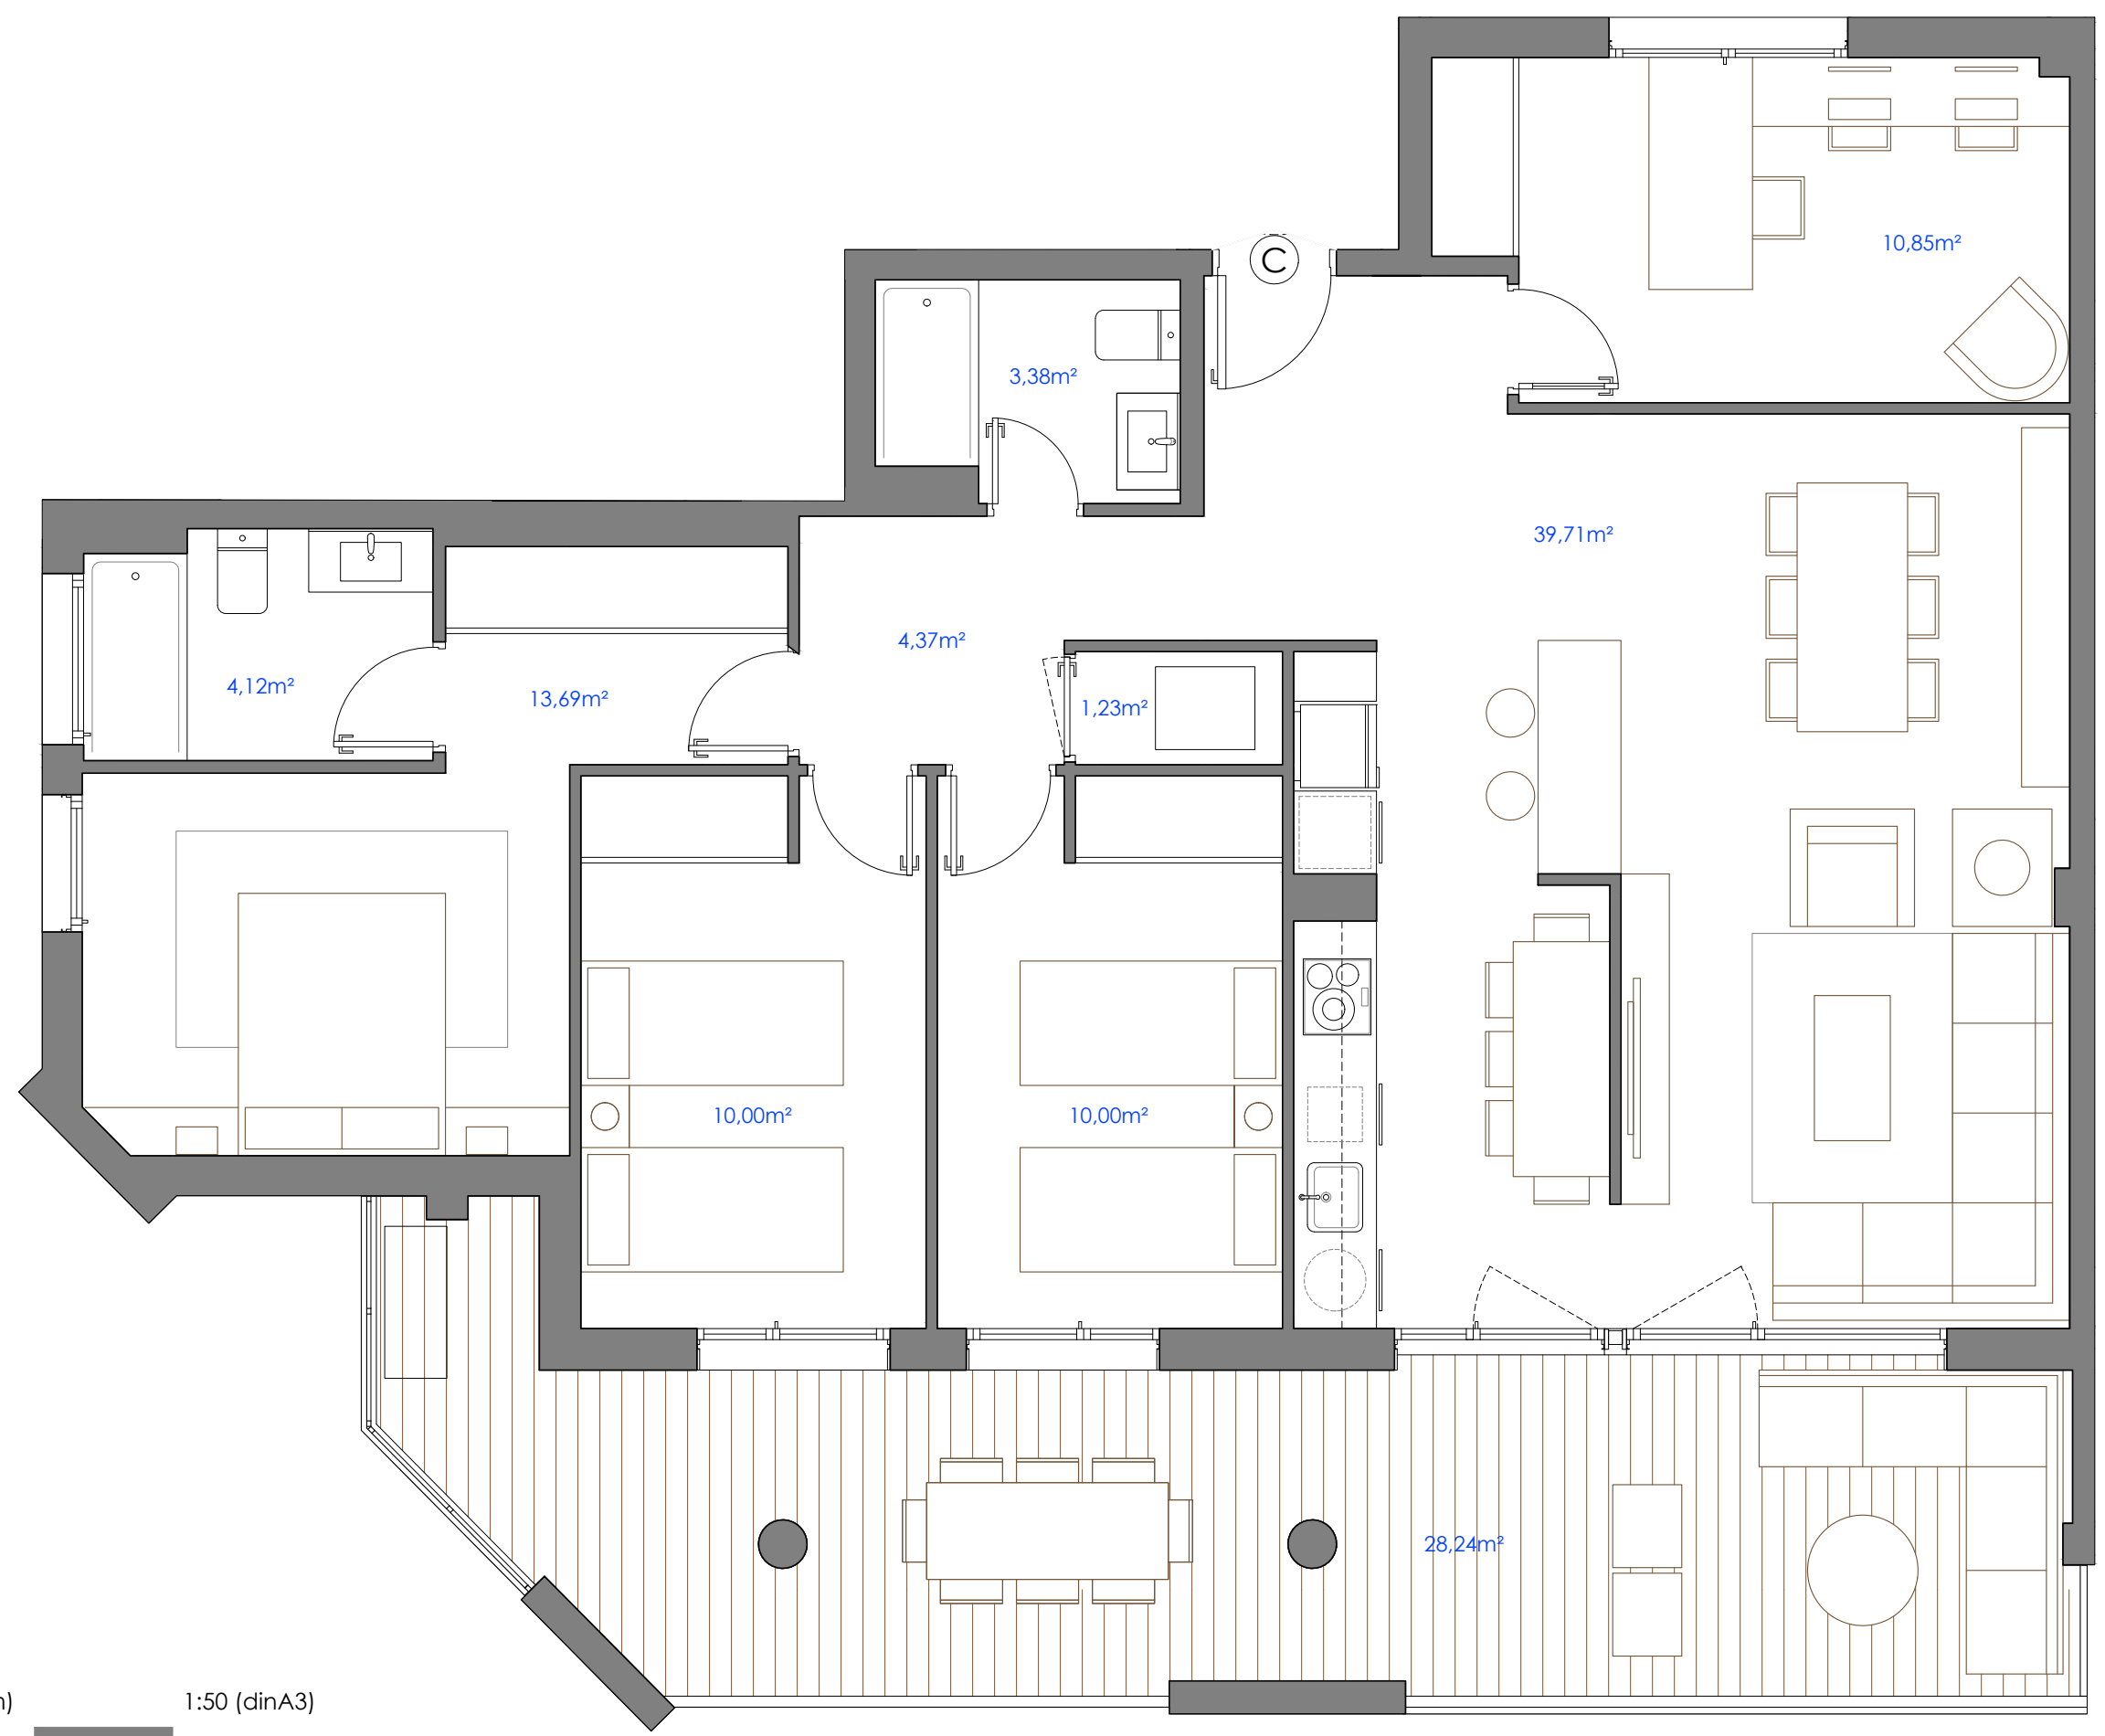 C
10,85m²
3,38m²
39,71m²
4,37m²
4,12m²
13,69m²
1,23m²
10,00m²
10,00m²
28,24m²
1:50 (dinA3)